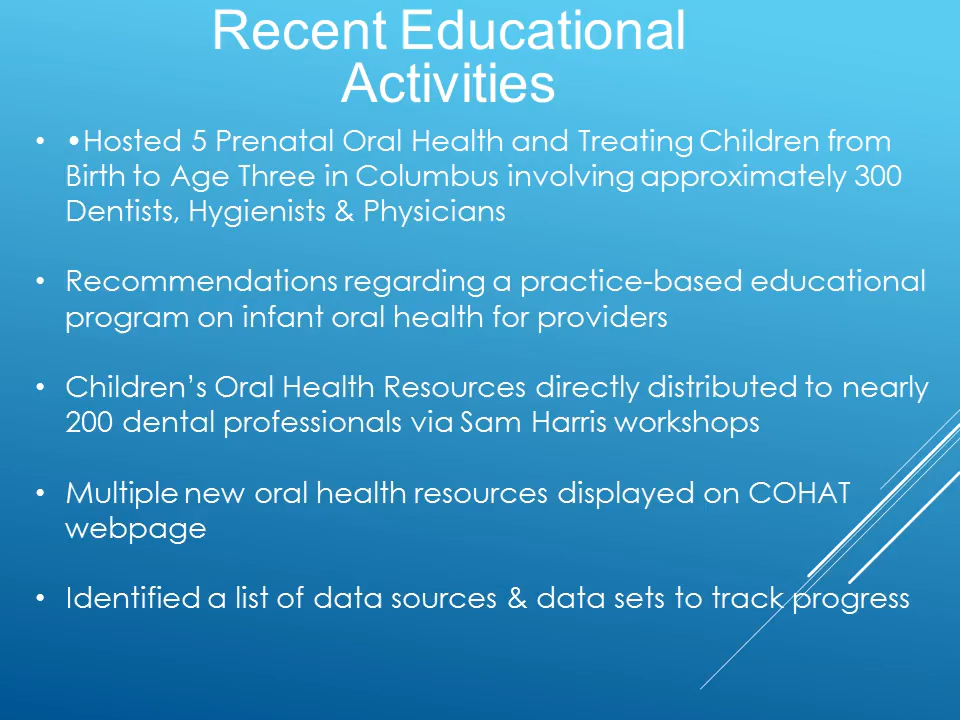 Recent Educational
Activities
• •Hosted 5 Prenatal Oral Health and Treating Children from
Birth to Age Three in Columbus involving approximately 300
Dentists, Hygienists & Physicians
• Recommendations regarding a practice-based educational
program on infant oral health for providers
• Children’s Oral Health Resources directly distributed to nearly
200 dental professionals via Sam Harris workshops
• Multiple new oral health resources displayed on COHAT
webpage
• Identified a list of data sources & data sets to track progress